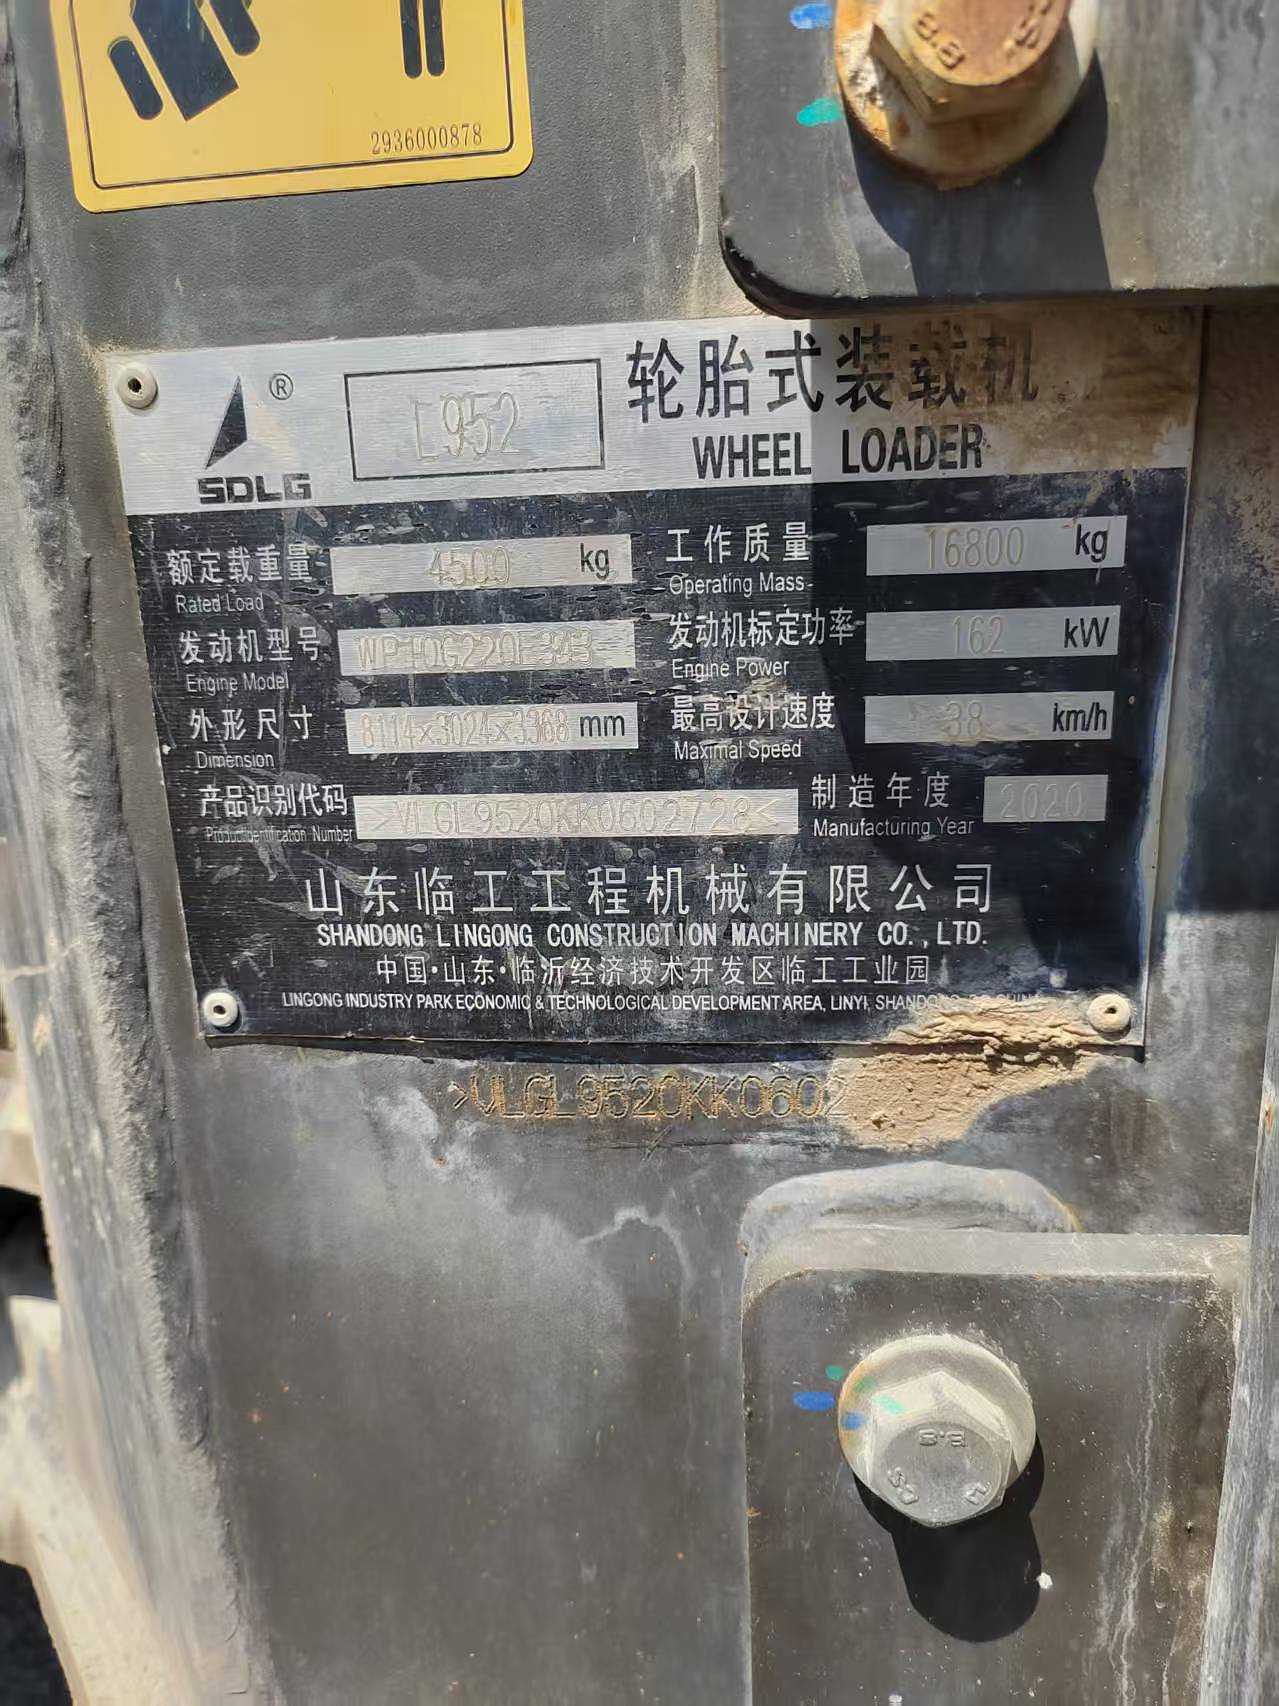 2936000878
8.8
® L952 轮胎式装载机
SDLG WHEEL LOADER
额定载重量 4500 kg 工作质量 16800 kg
Rated Load Operating Mass
发动机型号 发动机标定功率 162 kW
Engine Model Engine Power
外形尺寸 8114×3024×3368 mm 最高设计速度 38 km/h
Dimension Maximal Speed
产品识别代码 >VLGL9520KK0602728< 制造年度 2020
Number Manufacturing Year
山东临工工程机械有限公司
SHANDONG LINGONG CONSTRUCTION MACHINERY CO.,LTD.
中国·山东·临沂经济技术开发区临工工业园
LINGONG INDUSTRY PARK ECONOMIC & TECHNOLOGICAL DEVELOPMENT AREA, LINYI,
>VLGL9520KK0602
8.8